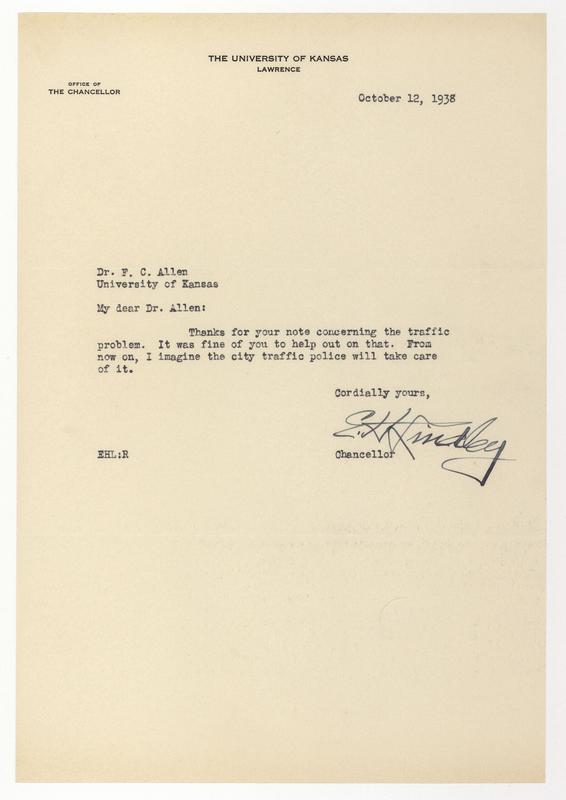 THE UNIVERSITY OF KANSAS
LAWRENCE
OFFICE OF
THE CHANCELLOR
October 12, 1938
Dr. F. C. Allen
University of Kansas
My dear Dr. Allen:
Thanks for your note concerning the traffic
problem. It was fine of you to help out on that. From
now on, I imagine the city traffic police will take care
of it.
Cordially yours,
E. H. Lindley
EHL:R
Chancellor